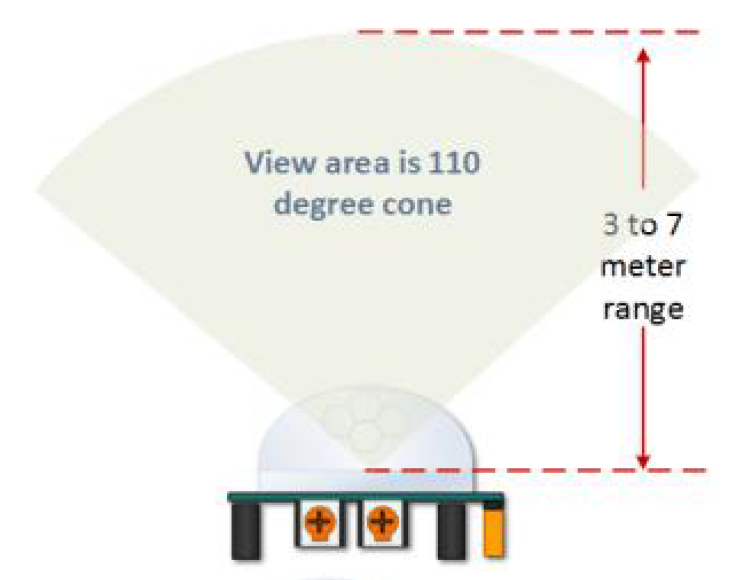 View area is 110
degree cone
3 to 7
meter
range